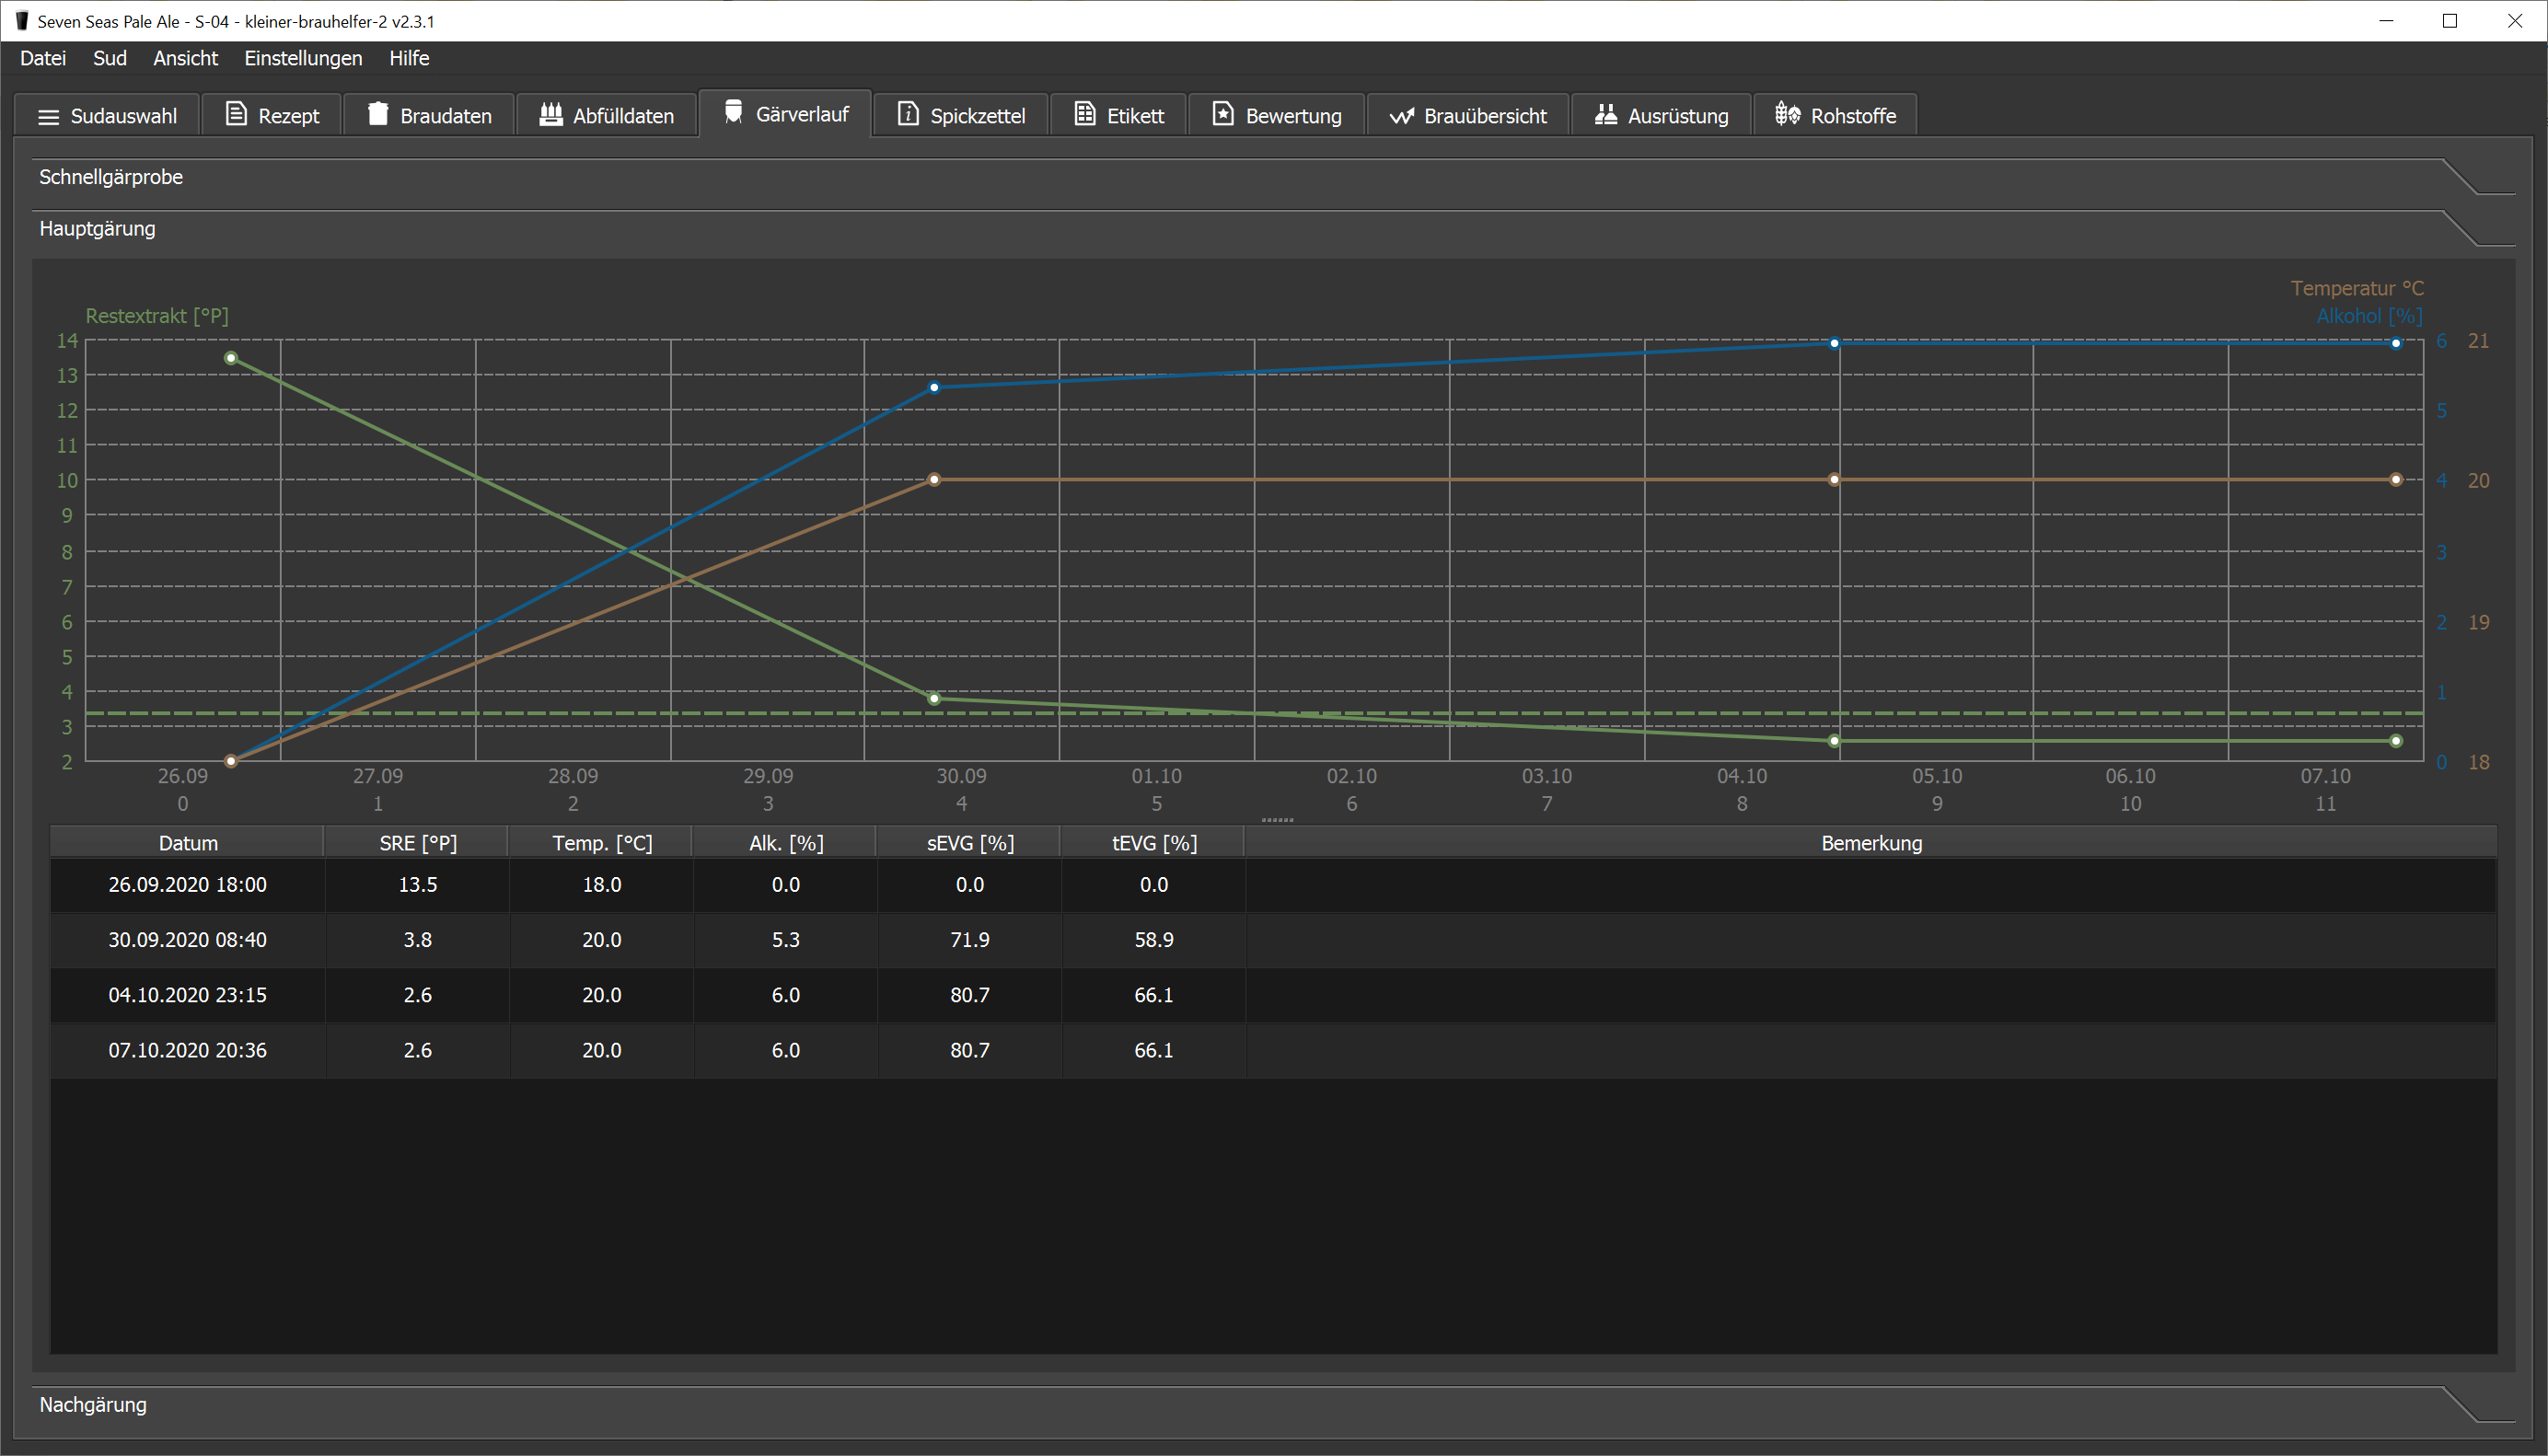 Seven Seas Pale Ale - S-04 - kleiner-brauhelfer-2 v2.3.1
Datei Sud Ansicht Einstellungen Hilfe
Sudauswahl Rezept Braudaten Abfülldaten Gärverlauf Spickzettel Etikett Bewertung Brauübersicht Ausrüstung Rohstoffe
Schnellgärprobe
Hauptgärung
Temperatur °C
Restextrakt [°P] Alkohol [%]
14 6 21
13
12 5
11
10 4 20
9
8 3
7
6 2 19
5
4 1
3
2 0 18
26.09 27.09 28.09 29.09 30.09 01.10 02.10 03.10 04.10 05.10 06.10 07.10
0 1 2 3 4 5 6 7 8 9 10 11
Datum SRE [°P] Temp. [°C] Alk. [%] sEVG [%] tEVG [%] Bemerkung
26.09.2020 18:00 13.5 18.0 0.0 0.0 0.0
30.09.2020 08:40 3.8 20.0 5.3 71.9 58.9
04.10.2020 23:15 2.6 20.0 6.0 80.7 66.1
07.10.2020 20:36 2.6 20.0 6.0 80.7 66.1
Nachgärung